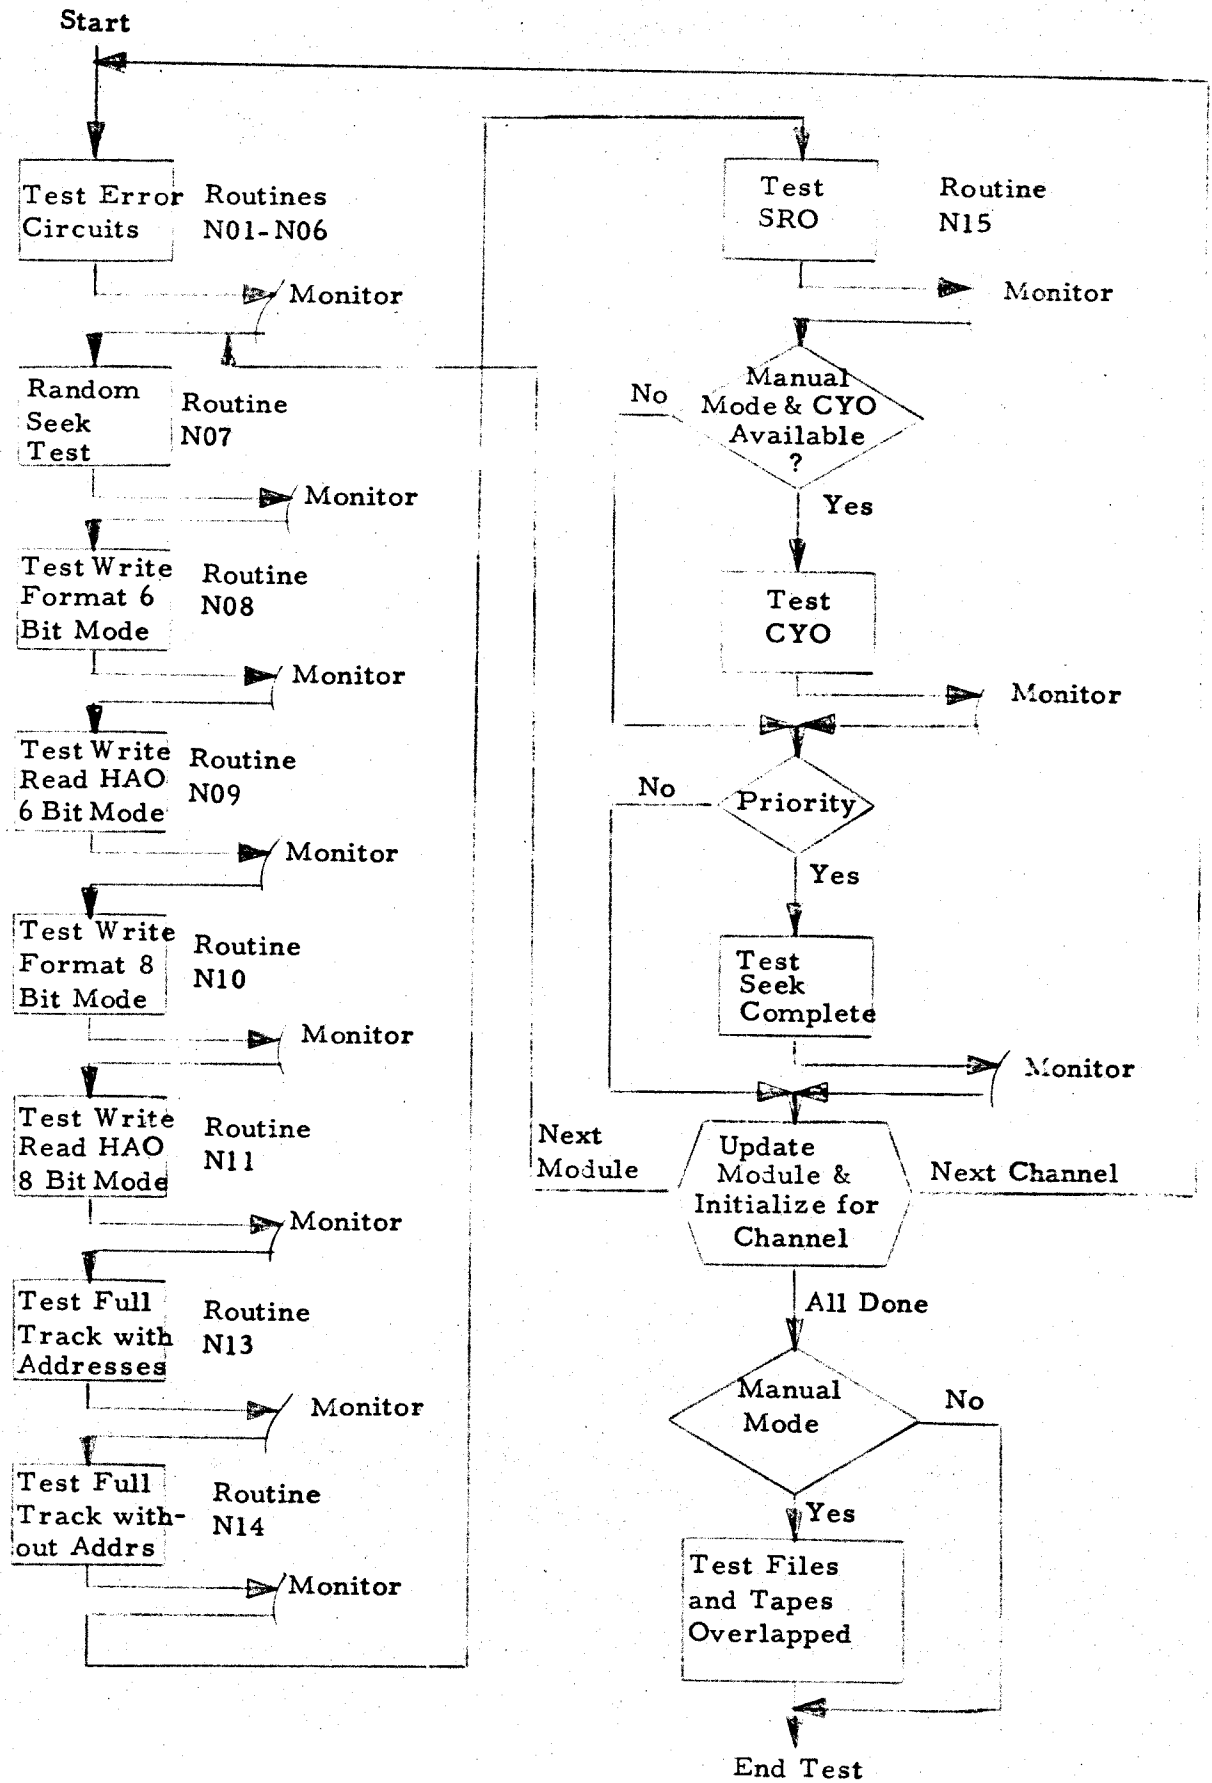 Start
Test Error
Circuits
Routines
N01-N06
Monitor
Random
Seek
Test
Routine
N07
Monitor
Test Write
Format 6
Bit Mode
Routine
N08
Monitor
Test Write
Read HAO
6 Bit Mode
Routine
N09
Monitor
Test Write
Format 8
Bit Mode
Routine
N10
Monitor
Test Write
Read HAO
8 Bit Mode
Routine
N11
Monitor
Test Full
Track with
Addresses
Routine
N13
Monitor
Test Full
Track with-
out Addrs
Routine
N14
Monitor
Test
SRO
Routine
N15
Monitor
Manual
Mode & CYO
Available
?
No
Yes
Test
CYO
Monitor
Priority
No
Yes
Test
Seek
Complete
Monitor
Next
Module
Update
Module &
Initialize for
Channel
Next Channel
All Done
Manual
Mode
No
Yes
Test Files
and Tapes
Overlapped
End Test